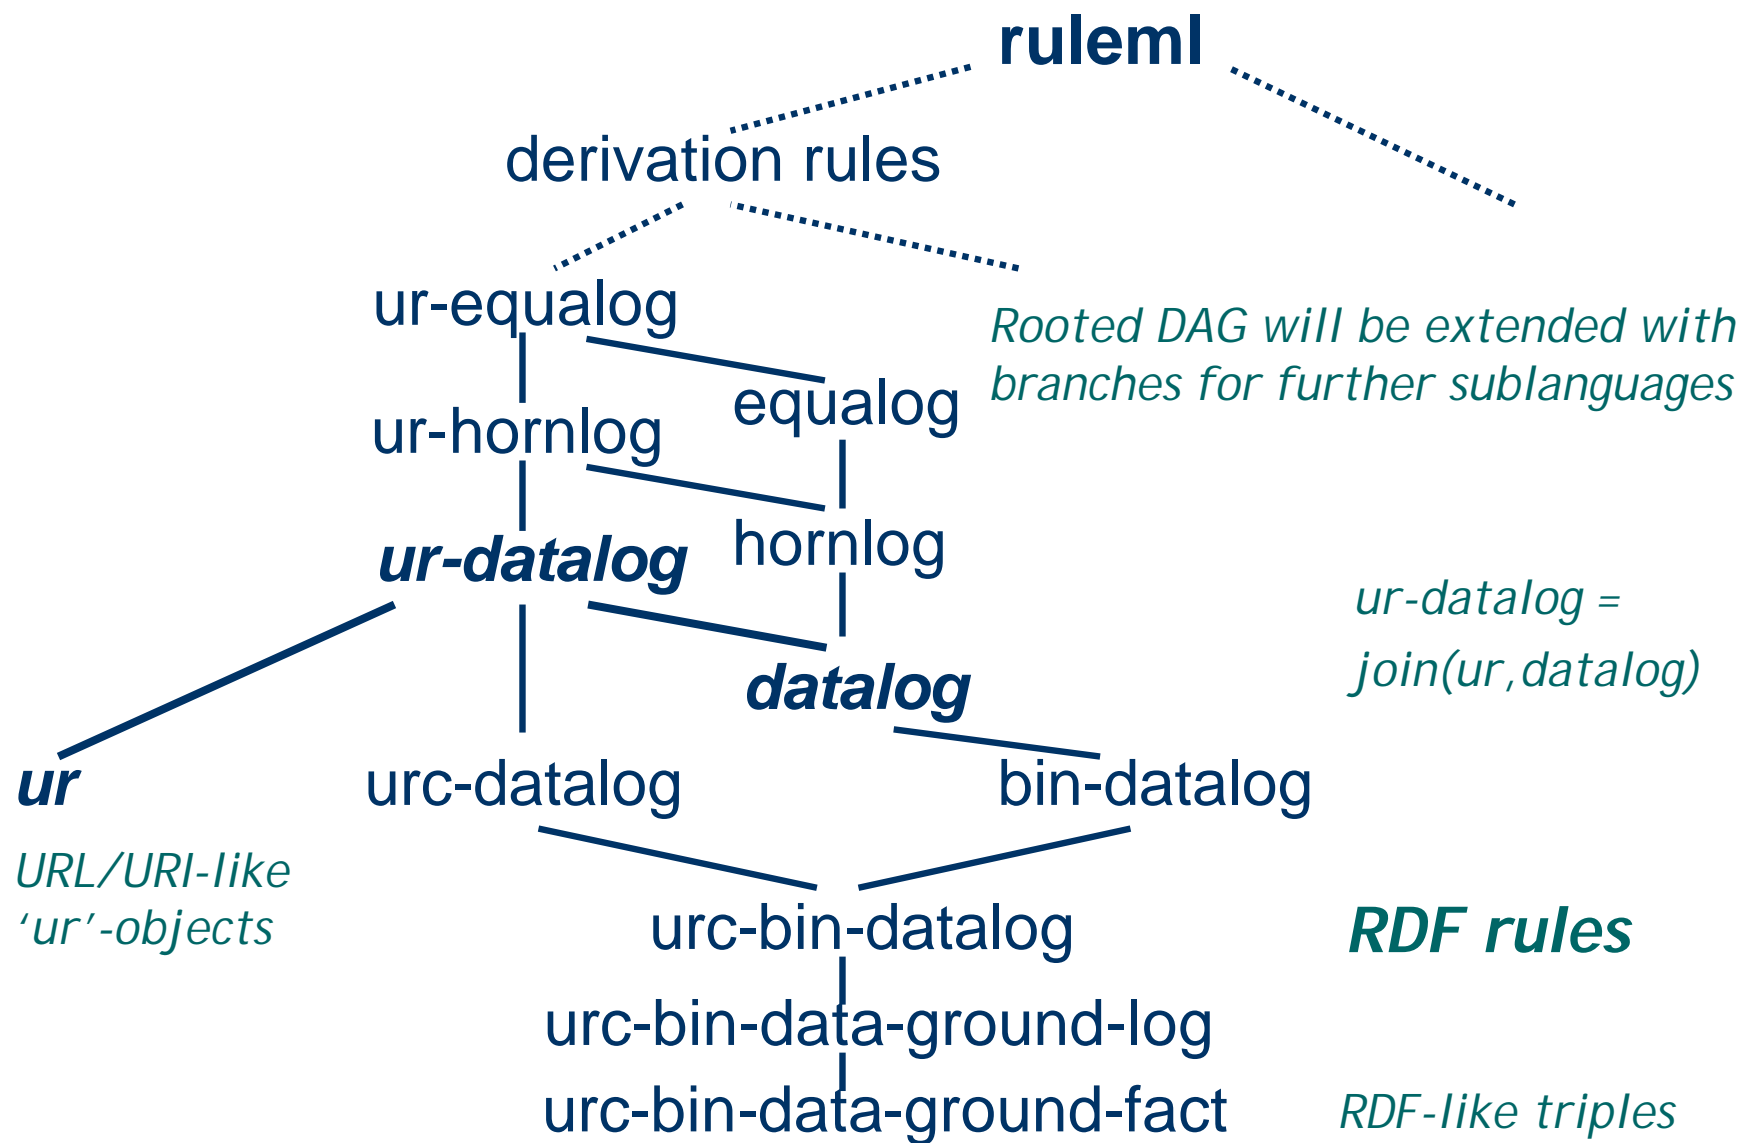 ruleml
derivation rules
ur-equalog
Rooted DAG will be extended with
branches for further sublanguages
equalog
ur-hornlog
hornlog
ur-datalog
ur-datalog =
join(ur,datalog)
datalog
ur
urc-datalog
bin-datalog
URL/URI-like
‘ur’-objects
urc-bin-datalog
RDF rules
urc-bin-data-ground-log
urc-bin-data-ground-fact
RDF-like triples